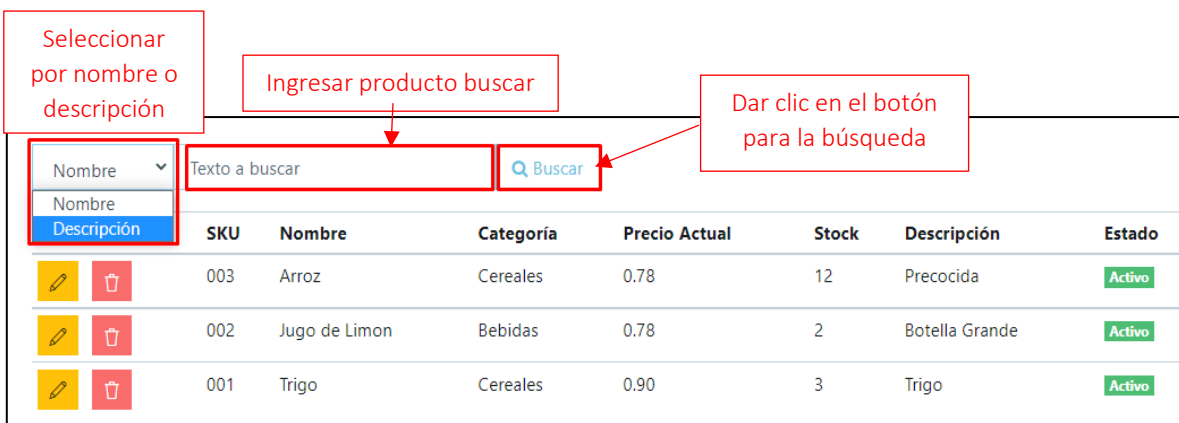 Seleccionar
por nombre o
descripción
Ingresar producto buscar
Dar clic en el botón
para la búsqueda
Nombre
Texto a buscar
Buscar
Nombre
Descripción
SKU Nombre Categoría Precio Actual Stock Descripción Estado
003 Arroz Cereales 0.78 12 Precocida Activo
002 Jugo de Limon Bebidas 0.78 2 Botella Grande Activo
001 Trigo Cereales 0.90 3 Trigo Activo